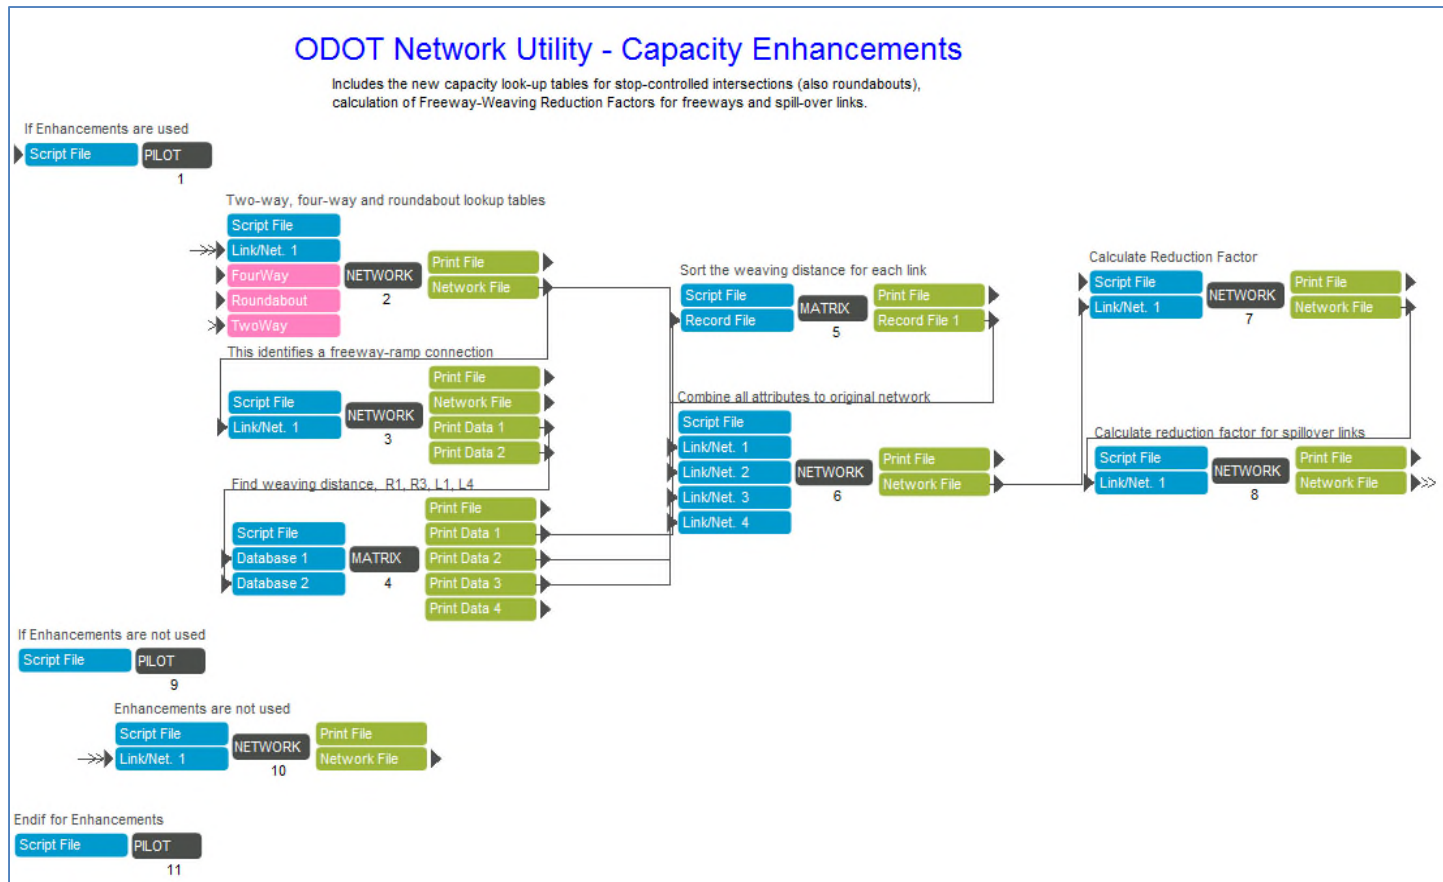 ODOT Network Utility - Capacity Enhancements
Includes the new capacity look-up tables for stop-controlled intersections (also roundabouts),
calculation of Freeway-Weaving Reduction Factors for freeways and spill-over links.
If Enhancements are used
Script File
PILOT
1
Two-way, four-way and roundabout lookup tables
Script File
Link/Net. 1
FourWay
Roundabout
TwoWay
NETWORK
2
Print File
Network File
This identifies a freeway-ramp connection
Script File
Link/Net. 1
NETWORK
3
Print File
Network File
Print Data 1
Print Data 2
Find weaving distance, R1, R3, L1, L4
Script File
Database 1
Database 2
MATRIX
4
Print File
Print Data 1
Print Data 2
Print Data 3
Print Data 4
Sort the weaving distance for each link
Script File
Record File
MATRIX
5
Print File
Record File 1
Combine all attributes to original network
Script File
Link/Net. 1
Link/Net. 2
Link/Net. 3
Link/Net. 4
NETWORK
6
Print File
Network File
Calculate Reduction Factor
Script File
Link/Net. 1
NETWORK
7
Print File
Network File
Calculate reduction factor for spillover links
Script File
Link/Net. 1
NETWORK
8
Print File
Network File
If Enhancements are not used
Script File
PILOT
9
Enhancements are not used
Script File
Link/Net. 1
NETWORK
10
Print File
Network File
Endif for Enhancements
Script File
PILOT
11